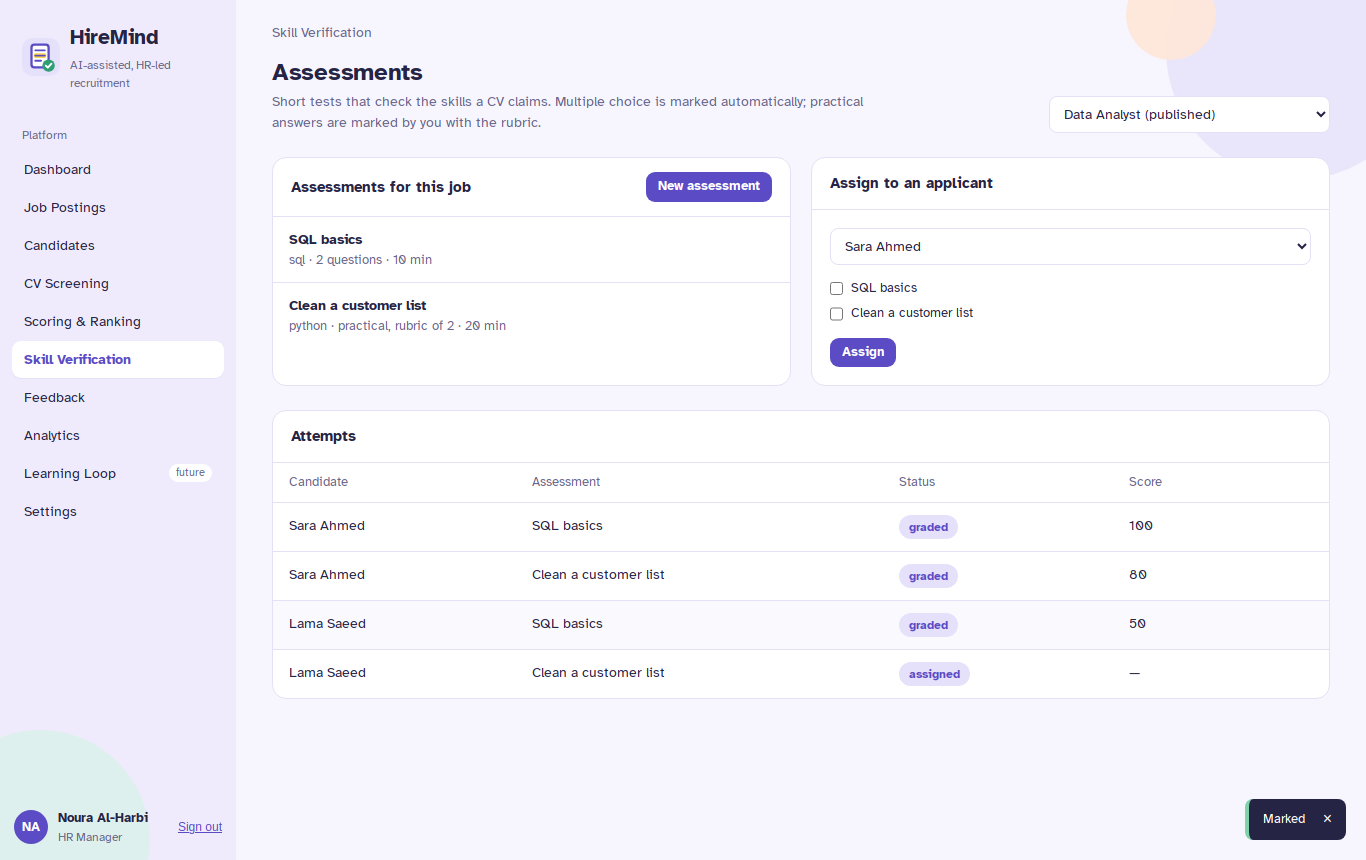 HireMind
AI-assisted, HR-led
recruitment
Platform
Dashboard
Job Postings
Candidates
CV Screening
Scoring & Ranking
Skill Verification
Feedback
Analytics
Learning Loop future
Settings
NA
Noura Al-Harbi
HR Manager
Sign out
Skill Verification
Assessments
Short tests that check the skills a CV claims. Multiple choice is marked automatically; practical
answers are marked by you with the rubric.
Data Analyst (published)
Assessments for this job New assessment
SQL basics
sql · 2 questions · 10 min
Clean a customer list
python · practical, rubric of 2 · 20 min
Assign to an applicant
Sara Ahmed
SQL basics
Clean a customer list
Assign
Attempts
Candidate Assessment Status Score
Sara Ahmed SQL basics graded 100
Sara Ahmed Clean a customer list graded 80
Lama Saeed SQL basics graded 50
Lama Saeed Clean a customer list assigned —
Marked ×